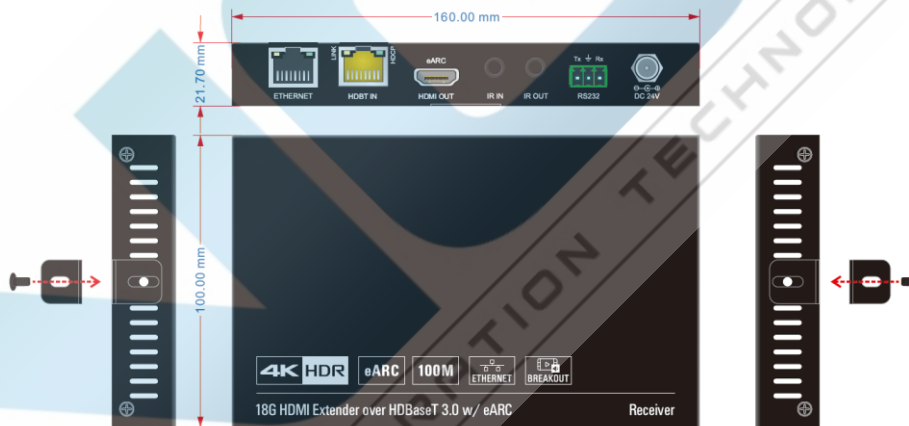 160.00 mm
21.70 mm
LINK
HDCP
eARC
Tx Rx
ETHERNET
HDBT IN
HDMI OUT
IR IN
IR OUT
RS232
DC 24V
100.00 mm
4K HDR
eARC
100M
ETHERNET
BREAKOUT
18G HDMI Extender over HDBaseT 3.0 w/ eARC
Receiver
RATION TECHNO